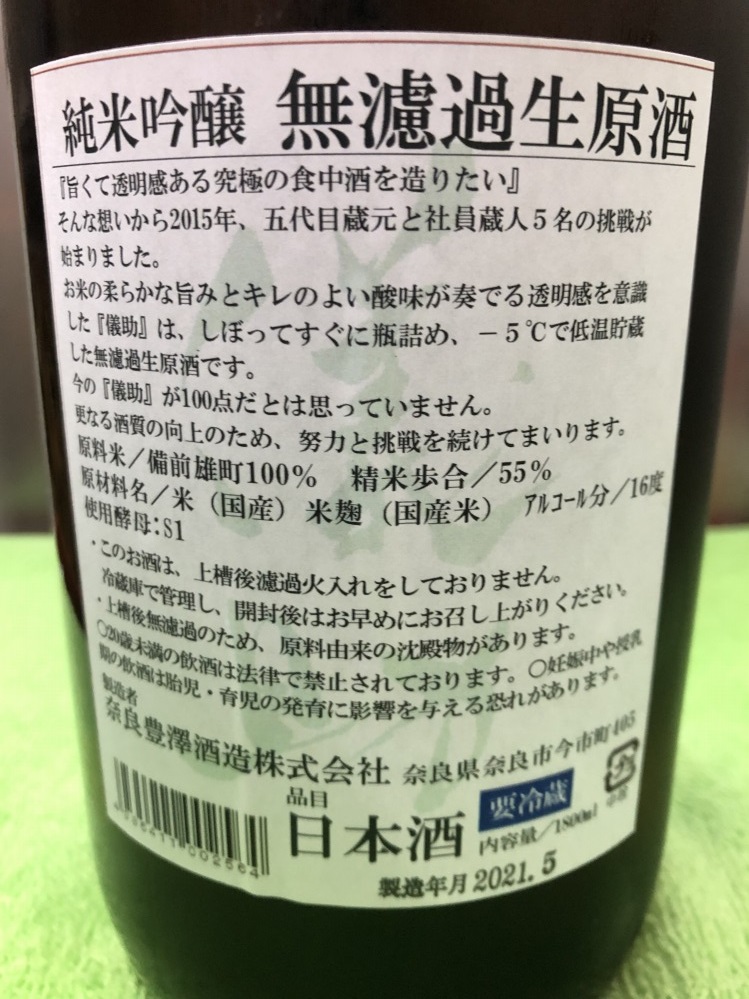 純米吟醸 無濾過生原酒
『旨くて透明感ある究極の食中酒を造りたい』
そんな想いから2015年、五代目蔵元と社員蔵人5名の挑戦が
始まりました。
お米の柔らかな旨みとキレのよい酸味が奏でる透明感を意識
した『儀助』は、しぼってすぐに瓶詰め、－5℃で低温貯蔵
した無濾過生原酒です。
今の『儀助』が100点だとは思っていません。
更なる酒質の向上のため、努力と挑戦を続けてまいります。
原料米／備前雄町100％ 精米歩合／55％
原材料名／米（国産）米麹（国産米） アルコール分／16度
使用酵母:S1
・このお酒は、上槽後濾過火入れをしておりません。
冷蔵庫で管理し、開封後はお早めにお召し上がりください。
・上槽後無濾過のため、原料由来の沈殿物があります。
○20歳未満の飲酒は法律で禁止されております。○妊娠中や授乳
期の飲酒は胎児・育児の発育に影響を与える恐れがあります。
製造者
奈良豊澤酒造株式会社 奈良県奈良市今市町405
品目
日本酒
要冷蔵
内容量／1800ml
製造年月 2021.5